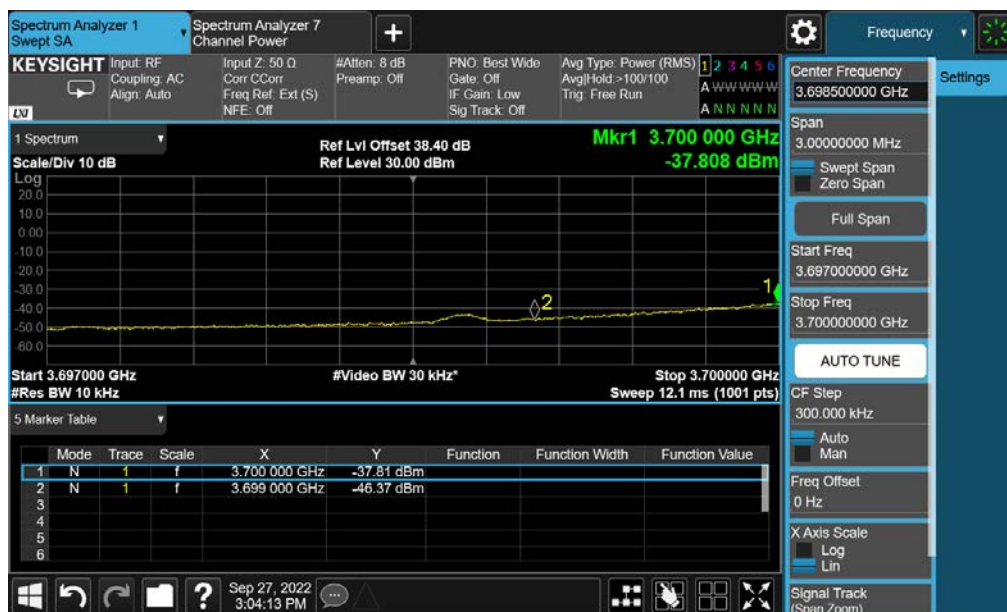 Spectrum Analyzer 1
Swept SA
Spectrum Analyzer 7
Channel Power
+
Frequency
KEYSIGHT
Input: RF
Coupling: AC
Align: Auto
Input Z: 50 Ω
Corr CCorr
Freq Ref: Ext (S)
NFE: Off
#Atten: 8 dB
Preamp: Off
PNO: Best Wide
Gate: Off
IF Gain: Low
Sig Track: Off
Avg Type: Power (RMS)
Avg|Hold:>100/100
Trig: Free Run
1 2 3 4 5 6
A W W W W W
A N N N N N
LXI
1 Spectrum
Scale/Div 10 dB
Ref Lvl Offset 38.40 dB
Ref Level 30.00 dBm
Mkr1 3.700 000 GHz
-37.808 dBm
Log
20.0
10.0
0.00
-10.0
-20.0
-30.0
-40.0
-50.0
-60.0
1
2
Start 3.697000 GHz
#Res BW 10 kHz
#Video BW 30 kHz*
Stop 3.700000 GHz
Sweep 12.1 ms (1001 pts)
5 Marker Table
Mode Trace Scale X Y Function Function Width Function Value
1 N 1 f 3.700 000 GHz -37.81 dBm
2 N 1 f 3.699 000 GHz -46.37 dBm
3
4
5
6
Sep 27, 2022
3:04:13 PM
?
Center Frequency
3.698500000 GHz
Settings
Span
3.00000000 MHz
Swept Span
Zero Span
Full Span
Start Freq
3.697000000 GHz
Stop Freq
3.700000000 GHz
AUTO TUNE
CF Step
300.000 kHz
Auto
Man
Freq Offset
0 Hz
X Axis Scale
Log
Lin
Signal Track
(Span Zoom)